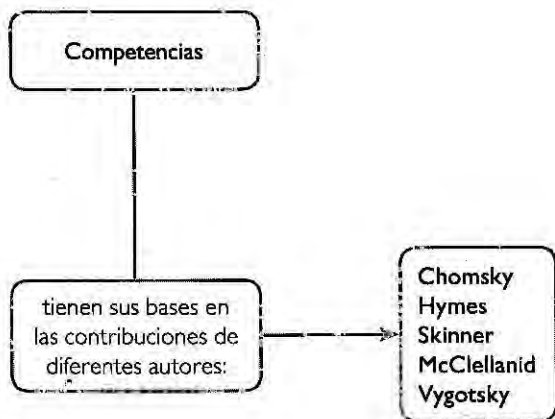 Competencias
tienen sus bases en
las contribuciones de
diferentes autores:
Chomsky
Hymes
Skinner
McClellanid
Vygotsky